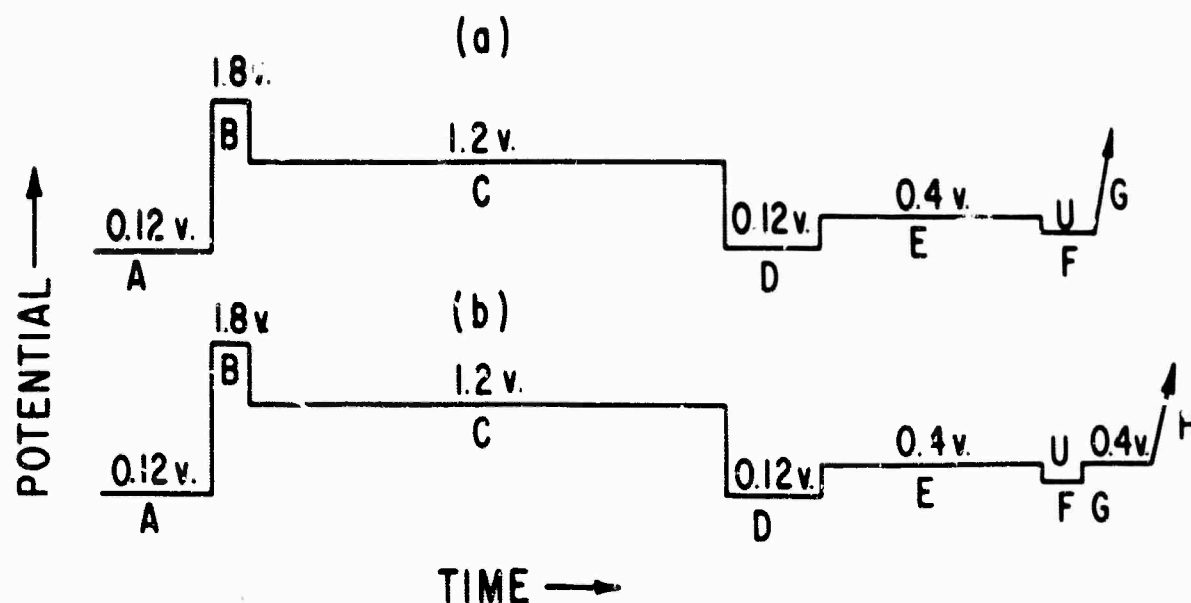 (a)
1.8 v.
B
1.2 v.
C
0.12 v.
A
0.12 v.
D
0.4 v.
E
U
F
G
(b)
1.8 v.
B
1.2 v.
C
0.12 v.
A
0.12 v.
D
0.4 v.
E
U
F
0.4 v.
G
POTENTIAL
TIME